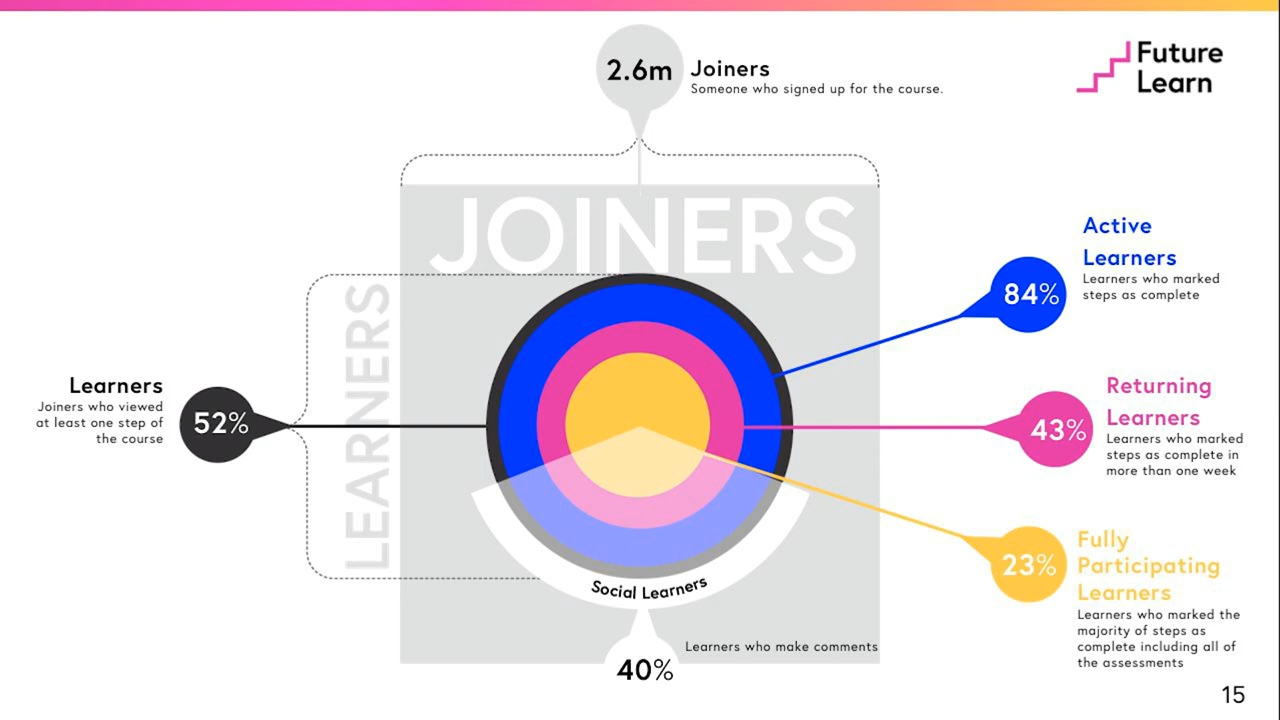 2.6m
Joiners
Someone who signed up for the course.
Future
Learn
JOINERS
LEARNERS
Learners
Joiners who viewed
at least one step of
the course
52%
84%
Active
Learners
Learners who marked
steps as complete
43%
Returning
Learners
Learners who marked
steps as complete in
more than one week
23%
Fully
Participating
Learners
Learners who marked the
majority of steps as
complete including all of
the assessments
Social Learners
Learners who make comments
40%
15